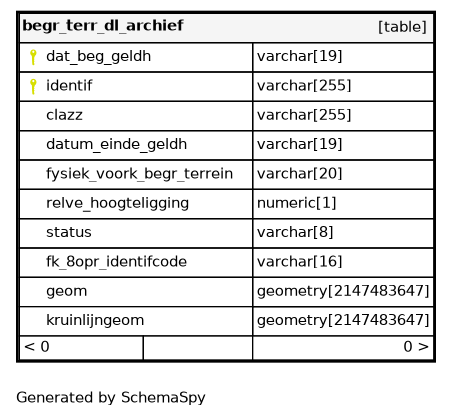 begr_terr_dl_archief [table]
dat_beg_geldh varchar[19]
identif varchar[255]
clazz varchar[255]
datum_einde_geldh varchar[19]
fysiek_voork_begr_terrein varchar[20]
relve_hoogteligging numeric[1]
status varchar[8]
fk_8opr_identifcode varchar[16]
geom geometry[2147483647]
kruinlijngeom geometry[2147483647]
< 0 0 >
Generated by SchemaSpy